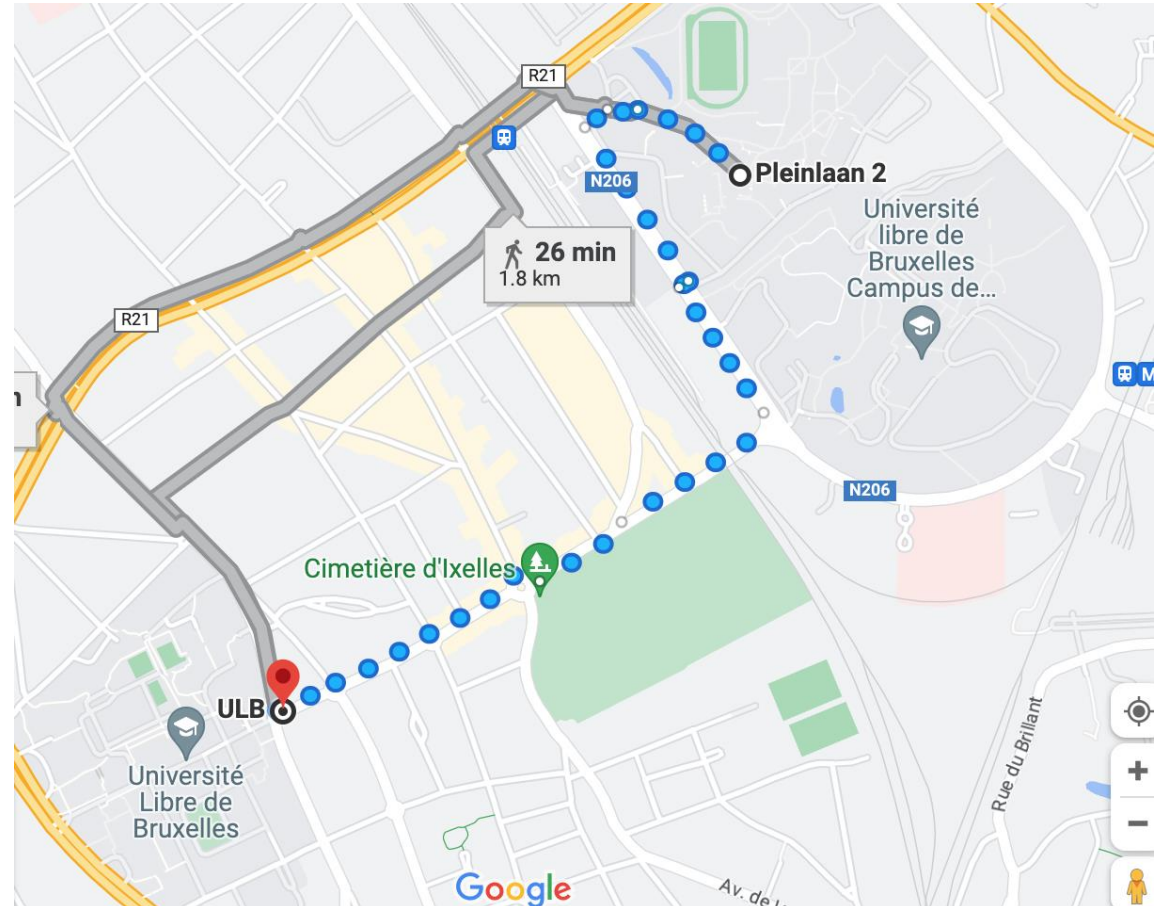 R21
Pleinlaan 2
N206
Université
libre de
Bruxelles
Campus de...
26 min
1.8 km
R21
M
N206
Cimetière d'Ixelles
ULB
Université
Libre de
Bruxelles
Rue du Brillant
Google
Av. de